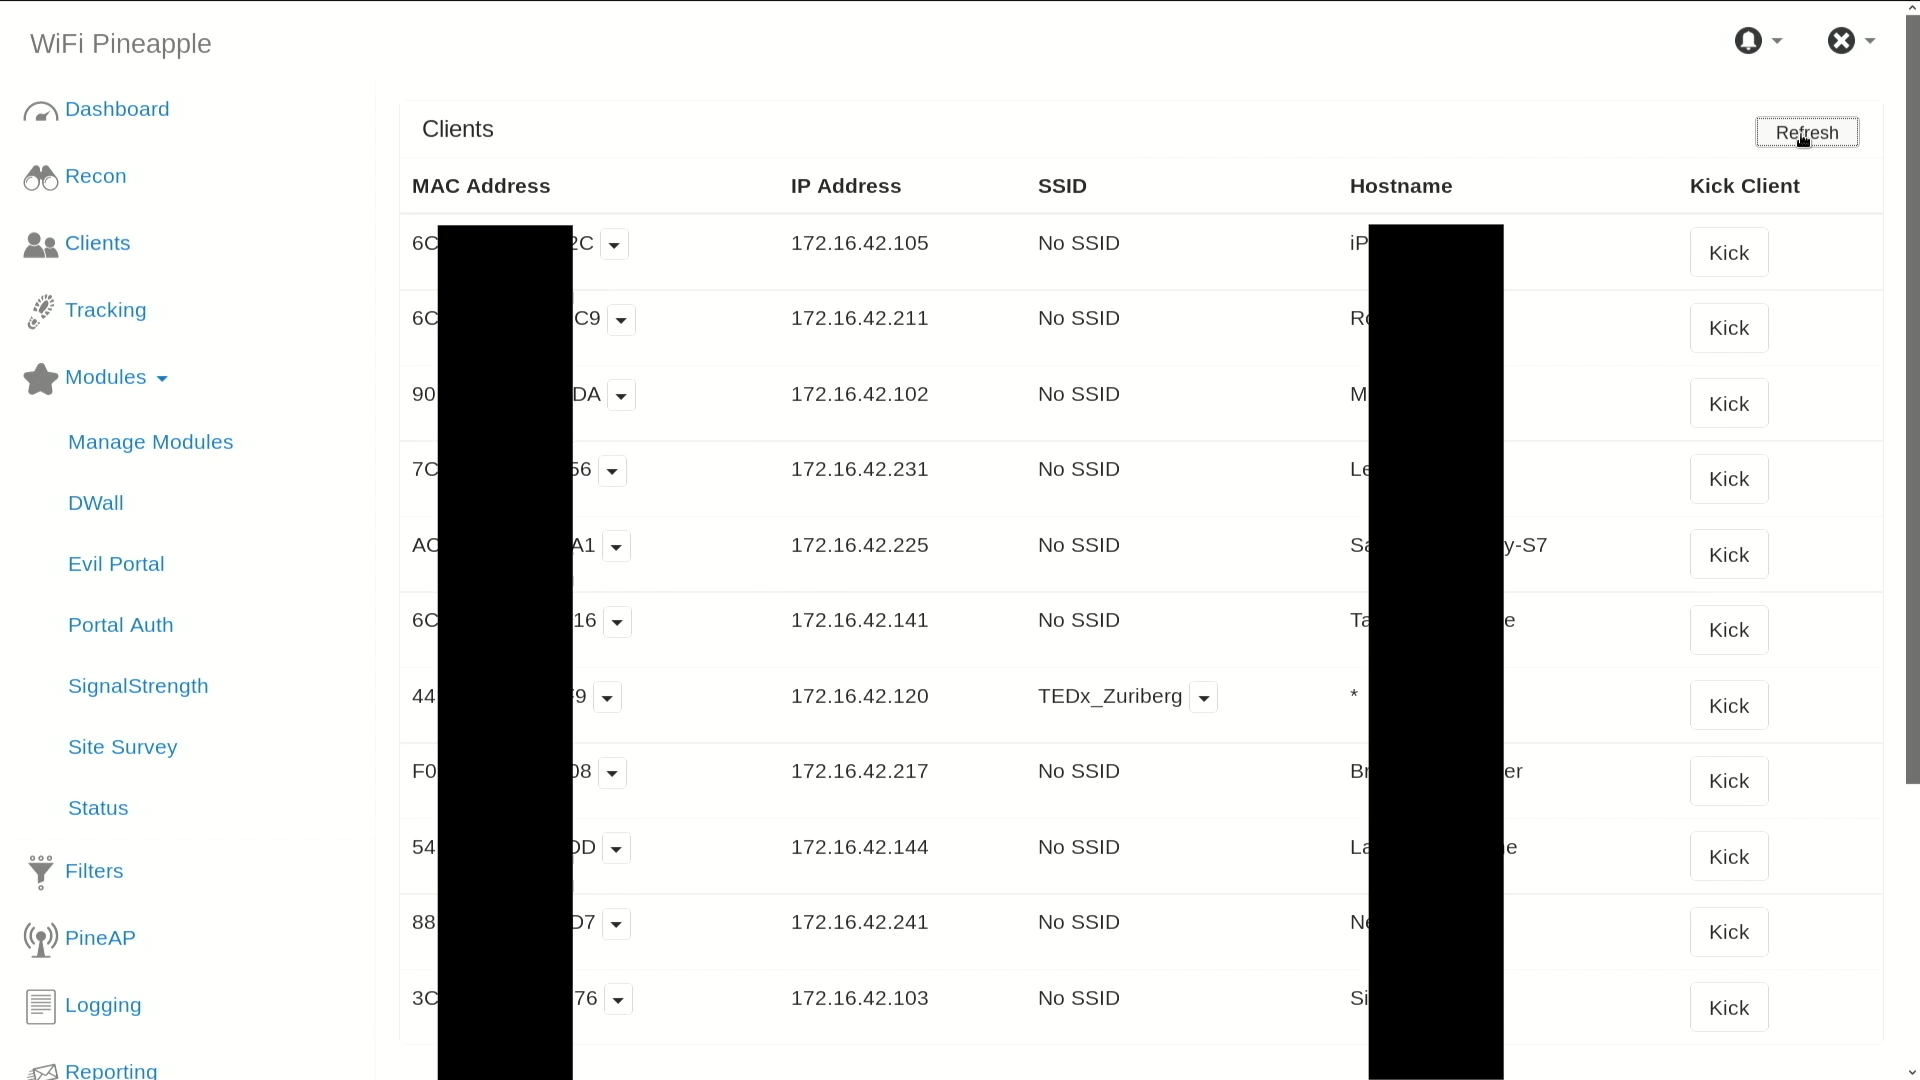 WiFi Pineapple
Dashboard
Recon
Clients
Tracking
Modules
Manage Modules
DWall
Evil Portal
Portal Auth
SignalStrength
Site Survey
Status
Filters
PineAP
Logging
Reporting
Clients
Refresh
MAC Address IP Address SSID Hostname Kick Client
6C 2C 172.16.42.105 No SSID iP Kick
6C C9 172.16.42.211 No SSID Ro Kick
90 DA 172.16.42.102 No SSID M Kick
7C 56 172.16.42.231 No SSID Le Kick
AC A1 172.16.42.225 No SSID Sa y-S7 Kick
6C 16 172.16.42.141 No SSID Ta e Kick
44 F9 172.16.42.120 TEDx_Zuriberg * Kick
F0 08 172.16.42.217 No SSID Br er Kick
54 DD 172.16.42.144 No SSID La ne Kick
88 D7 172.16.42.241 No SSID Ne Kick
3C 76 172.16.42.103 No SSID Si Kick